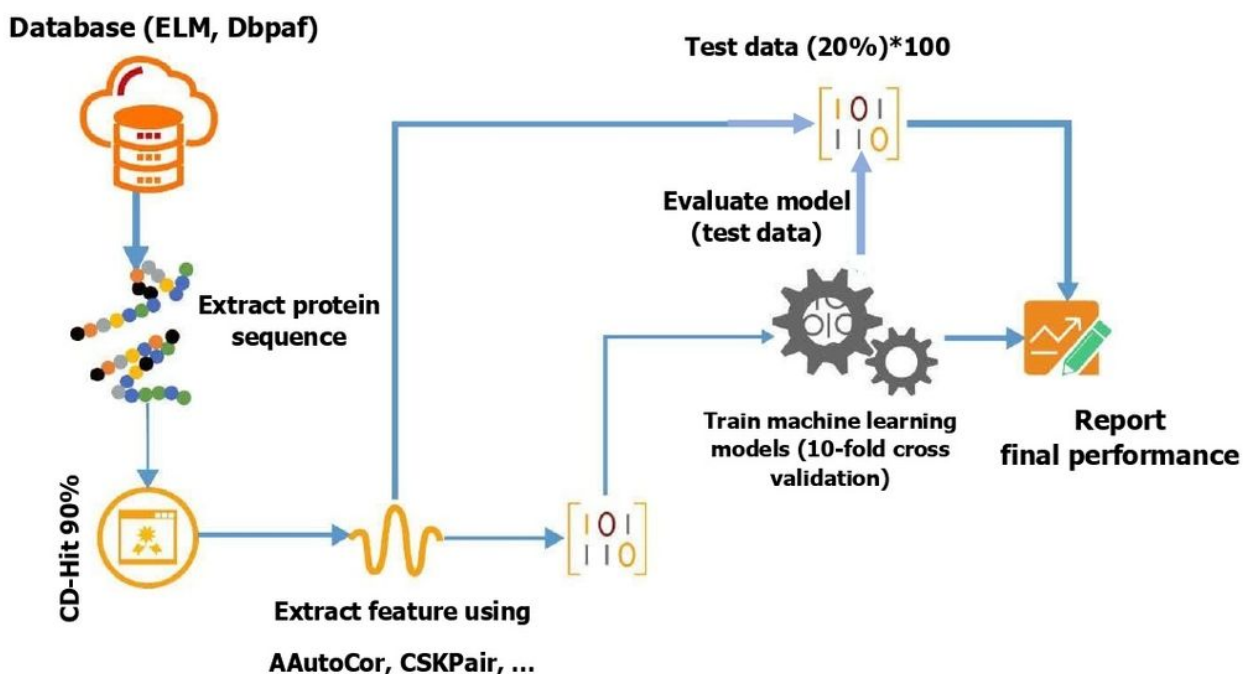 Database (ELM, Dbpaf)
Test data (20%)*100
Evaluate model
(test data)
Extract protein
sequence
Train machine learning
models (10-fold cross
validation)
Report
final performance
CD-Hit 90%
Extract feature using
AAutoCor, CSKPair, ...